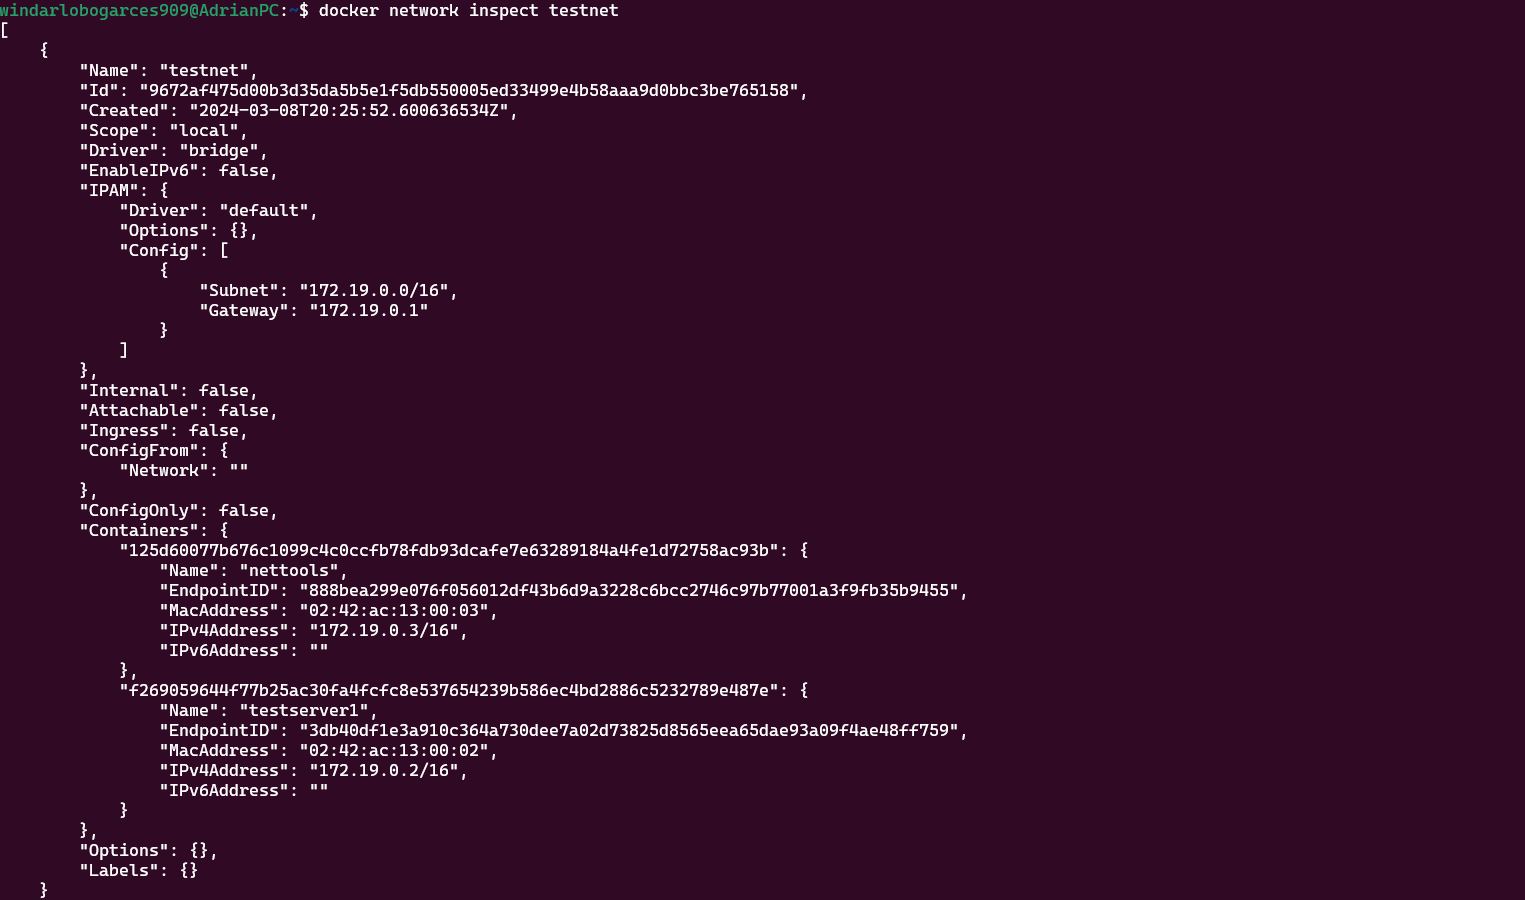 windarlobogarces909@AdrianPC:~$ docker network inspect testnet
[
    {
        "Name": "testnet",
        "Id": "9672af475d00b3d35da5b5e1f5db550005ed33499e4b58aaa9d0bbc3be765158",
        "Created": "2024-03-08T20:25:52.600636534Z",
        "Scope": "local",
        "Driver": "bridge",
        "EnableIPv6": false,
        "IPAM": {
            "Driver": "default",
            "Options": {},
            "Config": [
                {
                    "Subnet": "172.19.0.0/16",
                    "Gateway": "172.19.0.1"
                }
            ]
        },
        "Internal": false,
        "Attachable": false,
        "Ingress": false,
        "ConfigFrom": {
            "Network": ""
        },
        "ConfigOnly": false,
        "Containers": {
            "125d60077b676c1099c4c0ccfb78fdb93dcafe7e63289184a4fe1d72758ac93b": {
                "Name": "nettools",
                "EndpointID": "888bea299e076f056012df43b6d9a3228c6bcc2746c97b77001a3f9fb35b9455",
                "MacAddress": "02:42:ac:13:00:03",
                "IPv4Address": "172.19.0.3/16",
                "IPv6Address": ""
            },
            "f269059644f77b25ac30fa4fcfc8e537654239b586ec4bd2886c5232789e487e": {
                "Name": "testserver1",
                "EndpointID": "3db40df1e3a910c364a730dee7a02d73825d8565eea65dae93a09f4ae48ff759",
                "MacAddress": "02:42:ac:13:00:02",
                "IPv4Address": "172.19.0.2/16",
                "IPv6Address": ""
            }
        },
        "Options": {},
        "Labels": {}
    }